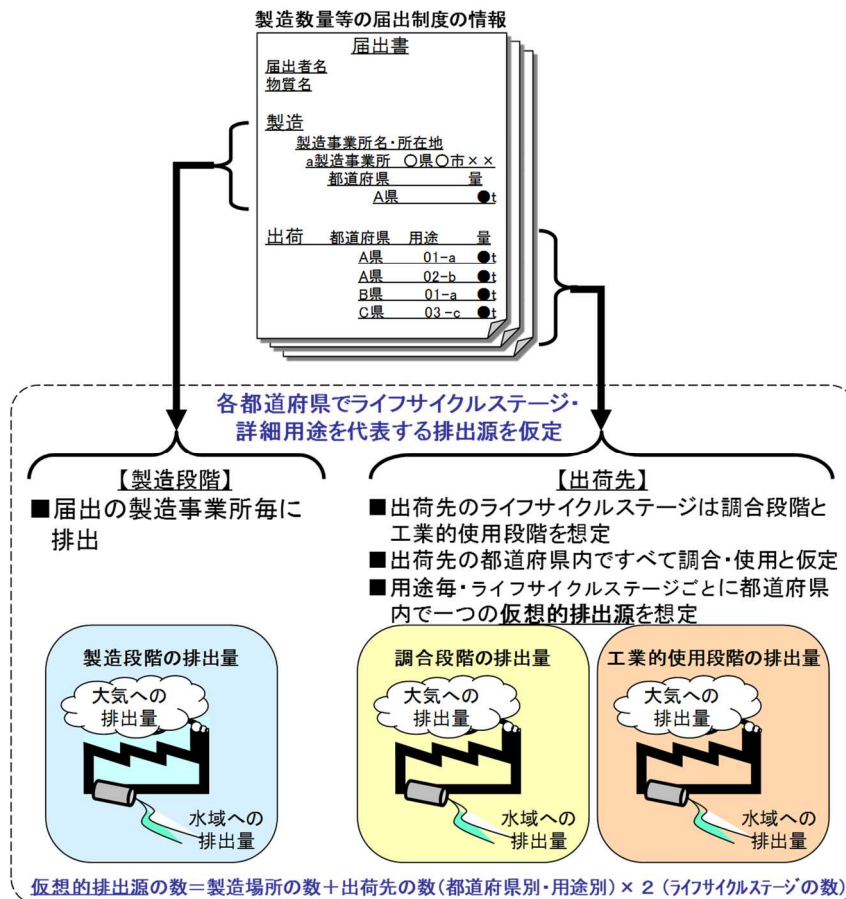 製造数量等の届出制度の情報
届出書
届出者名
物質名
製造
製造事業所名・所在地
a製造事業所 〇県〇市××
都道府県 量
A県 ●t
出荷 都道府県 用途 量
A県 01-a ●t
A県 02-b ●t
B県 01-a ●t
C県 03-c ●t
各都道府県でライフサイクルステージ・
詳細用途を代表する排出源を仮定
【製造段階】
■届出の製造事業所毎に
排出
【出荷先】
■出荷先のライフサイクルステージは調合段階と
工業的使用段階を想定
■出荷先の都道府県内ですべて調合・使用と仮定
■用途毎・ライフサイクルステージごとに都道府県
内で一つの仮想的排出源を想定
製造段階の排出量
大気への
排出量
水域への
排出量
調合段階の排出量
大気への
排出量
水域への
排出量
工業的使用段階の排出量
大気への
排出量
水域への
排出量
仮想的排出源の数=製造場所の数+出荷先の数(都道府県別・用途別)×2(ライフサイクルステージの数)